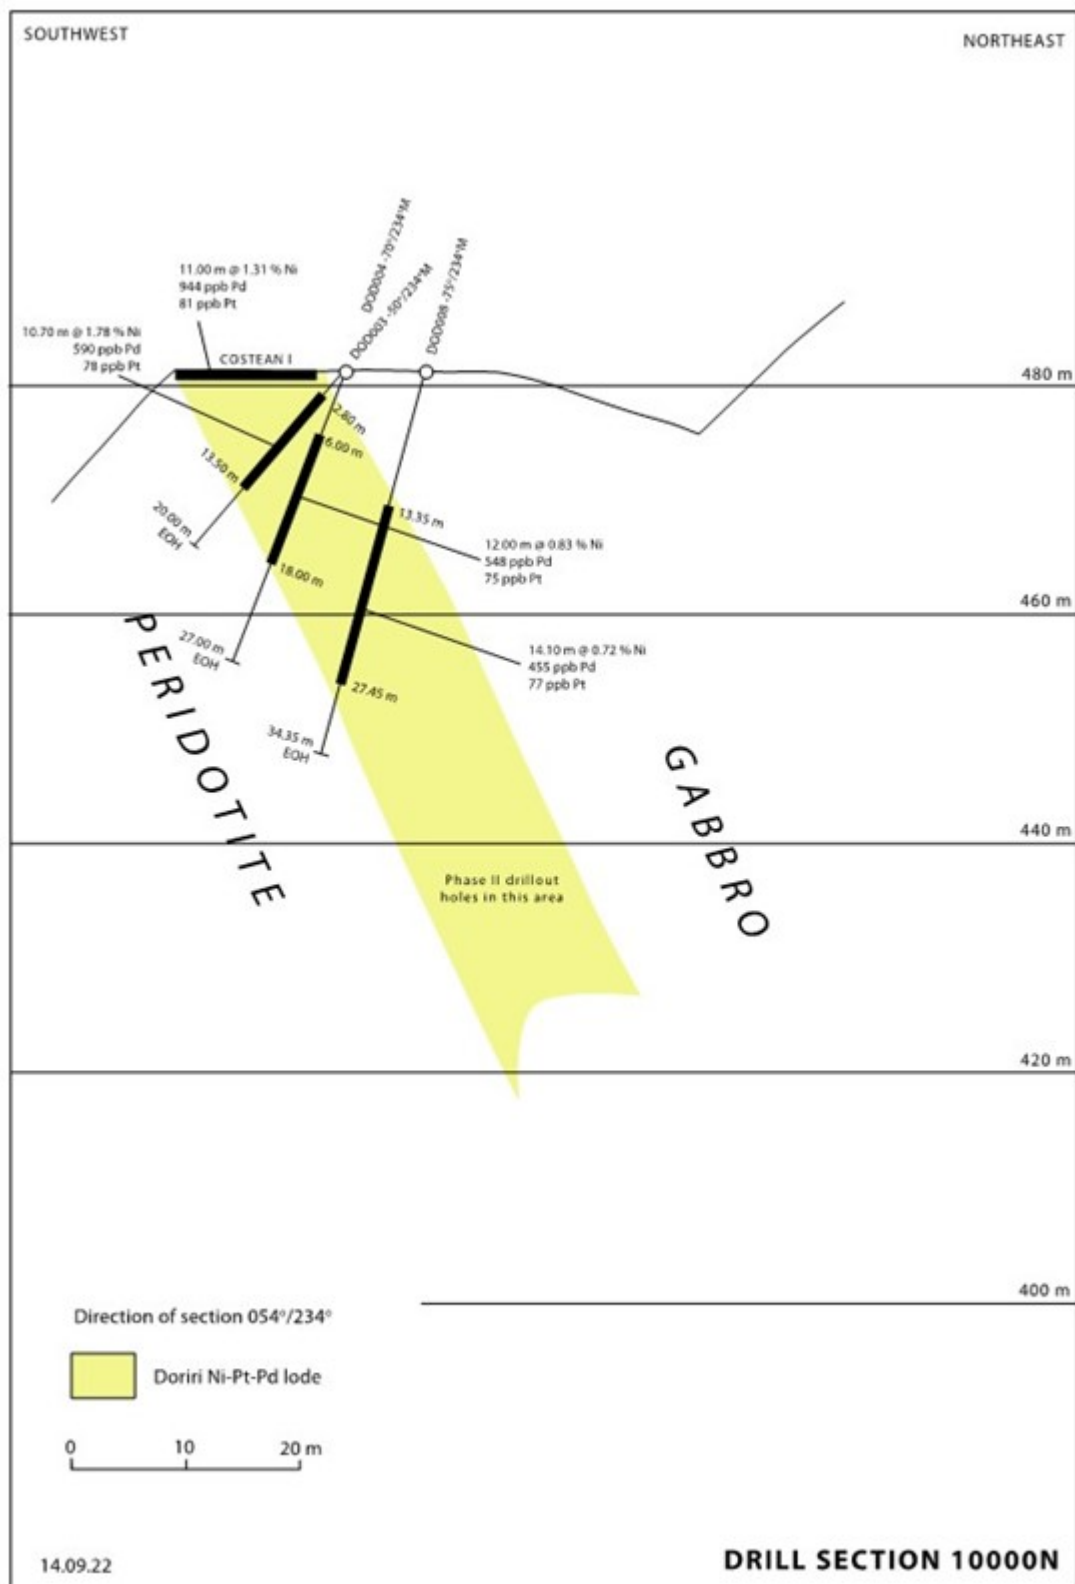 SOUTHWEST
NORTHEAST
DOD004 -70°/234°M
DOD003 -50°/234°M
DOD008 -75°/234°M
11.00 m @ 1.31 % Ni
944 ppb Pd
81 ppb Pt
10.70 m @ 1.78 % Ni
590 ppb Pd
78 ppb Pt
COSTEAN I
480 m
2.80 m
6.00 m
13.50 m
20.00 m
EOH
13.35 m
12.00 m @ 0.83 % Ni
548 ppb Pd
75 ppb Pt
18.00 m
460 m
27.00 m
EOH
14.10 m @ 0.72 % Ni
455 ppb Pd
77 ppb Pt
27.45 m
34.35 m
EOH
PERIDOTITE
GABBRO
440 m
Phase II drillout
holes in this area
420 m
400 m
Direction of section 054°/234°
Doriri Ni-Pt-Pd lode
0 10 20 m
14.09.22
DRILL SECTION 10000N